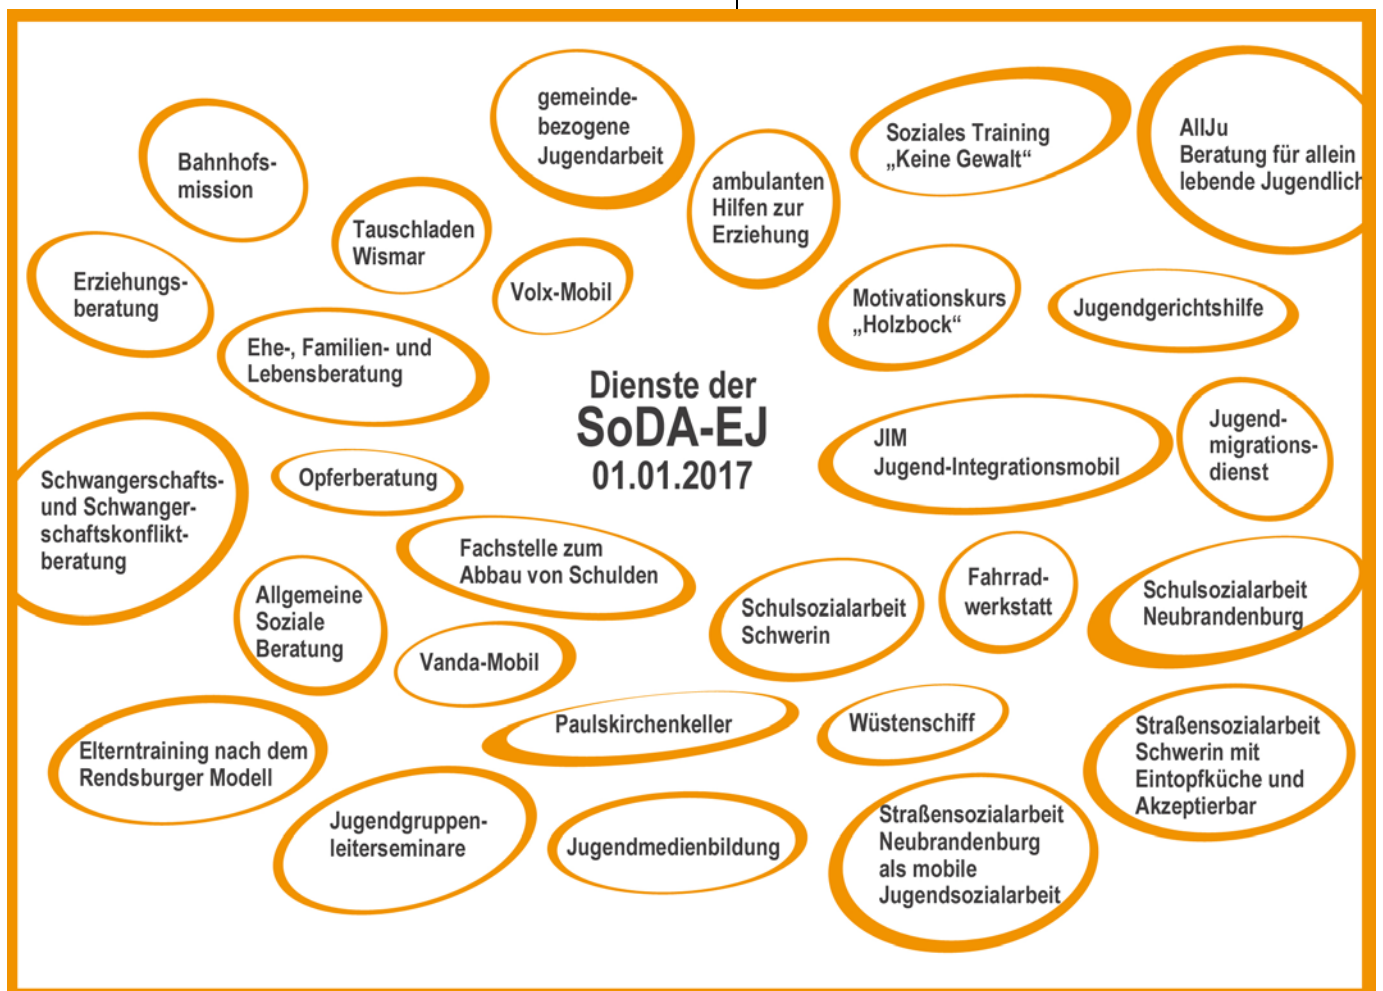 gemeinde-
bezogene
Jugendarbeit
Soziales Training
„Keine Gewalt“
AllJu
Beratung für allein
lebende Jugendlich
Bahnhofs-
mission
ambulanten
Hilfen zur
Erziehung
Tauschladen
Wismar
Erziehungs-
beratung
Volx-Mobil
Motivationskurs
„Holzbock“
Jugendgerichtshilfe
Ehe-, Familien- und
Lebensberatung
Dienste der
SoDA-EJ
01.01.2017
JIM
Jugend-Integrationsmobil
Jugend-
migrations-
dienst
Schwangerschafts-
und Schwanger-
schaftskonflikt-
beratung
Opferberatung
Fachstelle zum
Abbau von Schulden
Allgemeine
Soziale
Beratung
Schulsozialarbeit
Schwerin
Fahrrad-
werkstatt
Schulsozialarbeit
Neubrandenburg
Vanda-Mobil
Paulskirchenkeller
Wüstenschiff
Straßensozialarbeit
Schwerin mit
Eintopfküche und
Akzeptierbar
Elterntraining nach dem
Rendsburger Modell
Jugendgruppen-
leiterseminare
Jugendmedienbildung
Straßensozialarbeit
Neubrandenburg
als mobile
Jugendsozialarbeit